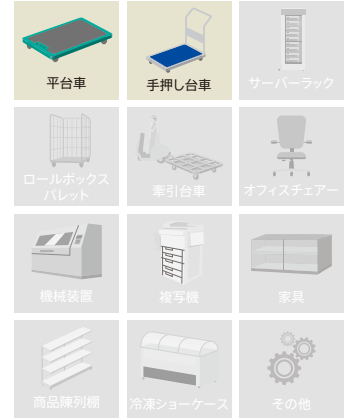 平台車
手押し台車
サーバーラック
ロールボックス
パレット
牽引台車
オフィスチェアー
機械装置
複写機
家具
商品陳列棚
冷凍ショーケース
その他